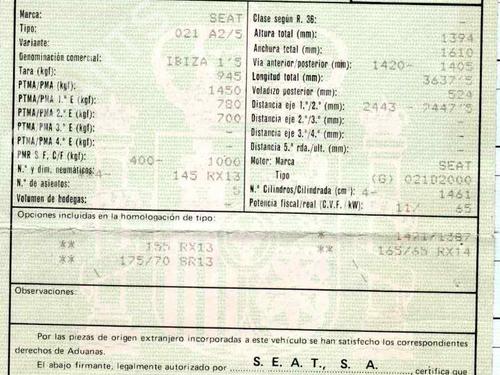 Marca: SEAT
Tipo: 021 A2/5
Variante: -
Denominación comercial: IBIZA 1'5
Tara (kgf): 945
PTMA/PMA (kgf): 1450
PTMA/PMA 1.º E (kgf): 780
PTMA/PMA 2.º E (kgf): 700
PTMA/PMA 3.º E (kgf): -
PTMA/PMA 4.º E (kgf): -
PMR S.F, C/F (kgf): 400- 1000
N.º y dim. neumáticos: 4- 145 RX13
N.º de asientos: 5
Volumen de bodegas: -
Clase según R. 36: -
Altura total (mm): 1394
Anchura total (mm): 1610
Vía anterior/posterior (mm): 1420- 1405
Longitud total (mm): 3637'5
Voladizo posterior (mm): 524
Distancia eje 1.º/2.º (mm): 2443 - 2447'5
Distancia eje 2.º/3.º (mm): -
Distancia eje 3.º/4.º (mm): -
Distancia 5.ª rda./ult. (mm): -
Motor: Marca SEAT
Tipo (G) 021D2000
N.º Cilindros/Cilindrada (cm³) 4- 1461
Potencia fiscal/real (C.V.F./kW): 11/ 65
Opciones incluidas en la homologación de tipo:
* 1421/1387
** 155 RX13 ** 165/65 RX14
** 175/70 SR13
Observaciones:
Por las piezas de origen extranjero incorporadas a este vehículo se han satisfecho los correspondientes
derechos de Aduanas.
El abajo firmante, legalmente autorizado por S. E. A. T., S. A. certifica que